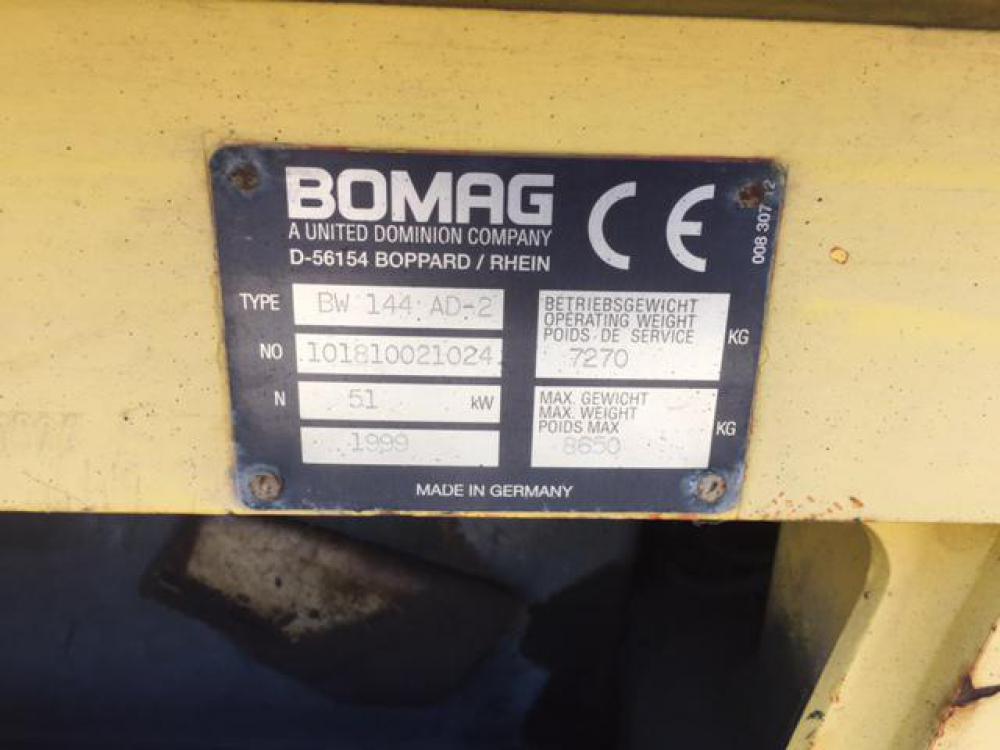 BOMAG
A UNITED DOMINION COMPANY
D-56154 BOPPARD / RHEIN
CE
008 307 12
TYPE BW 144 AD-2
NO 101810021024
N 51 kW
1999
BETRIEBSGEWICHT
OPERATING WEIGHT
POIDS DE SERVICE
7270 KG
MAX. GEWICHT
MAX. WEIGHT
POIDS MAX
8650 KG
MADE IN GERMANY